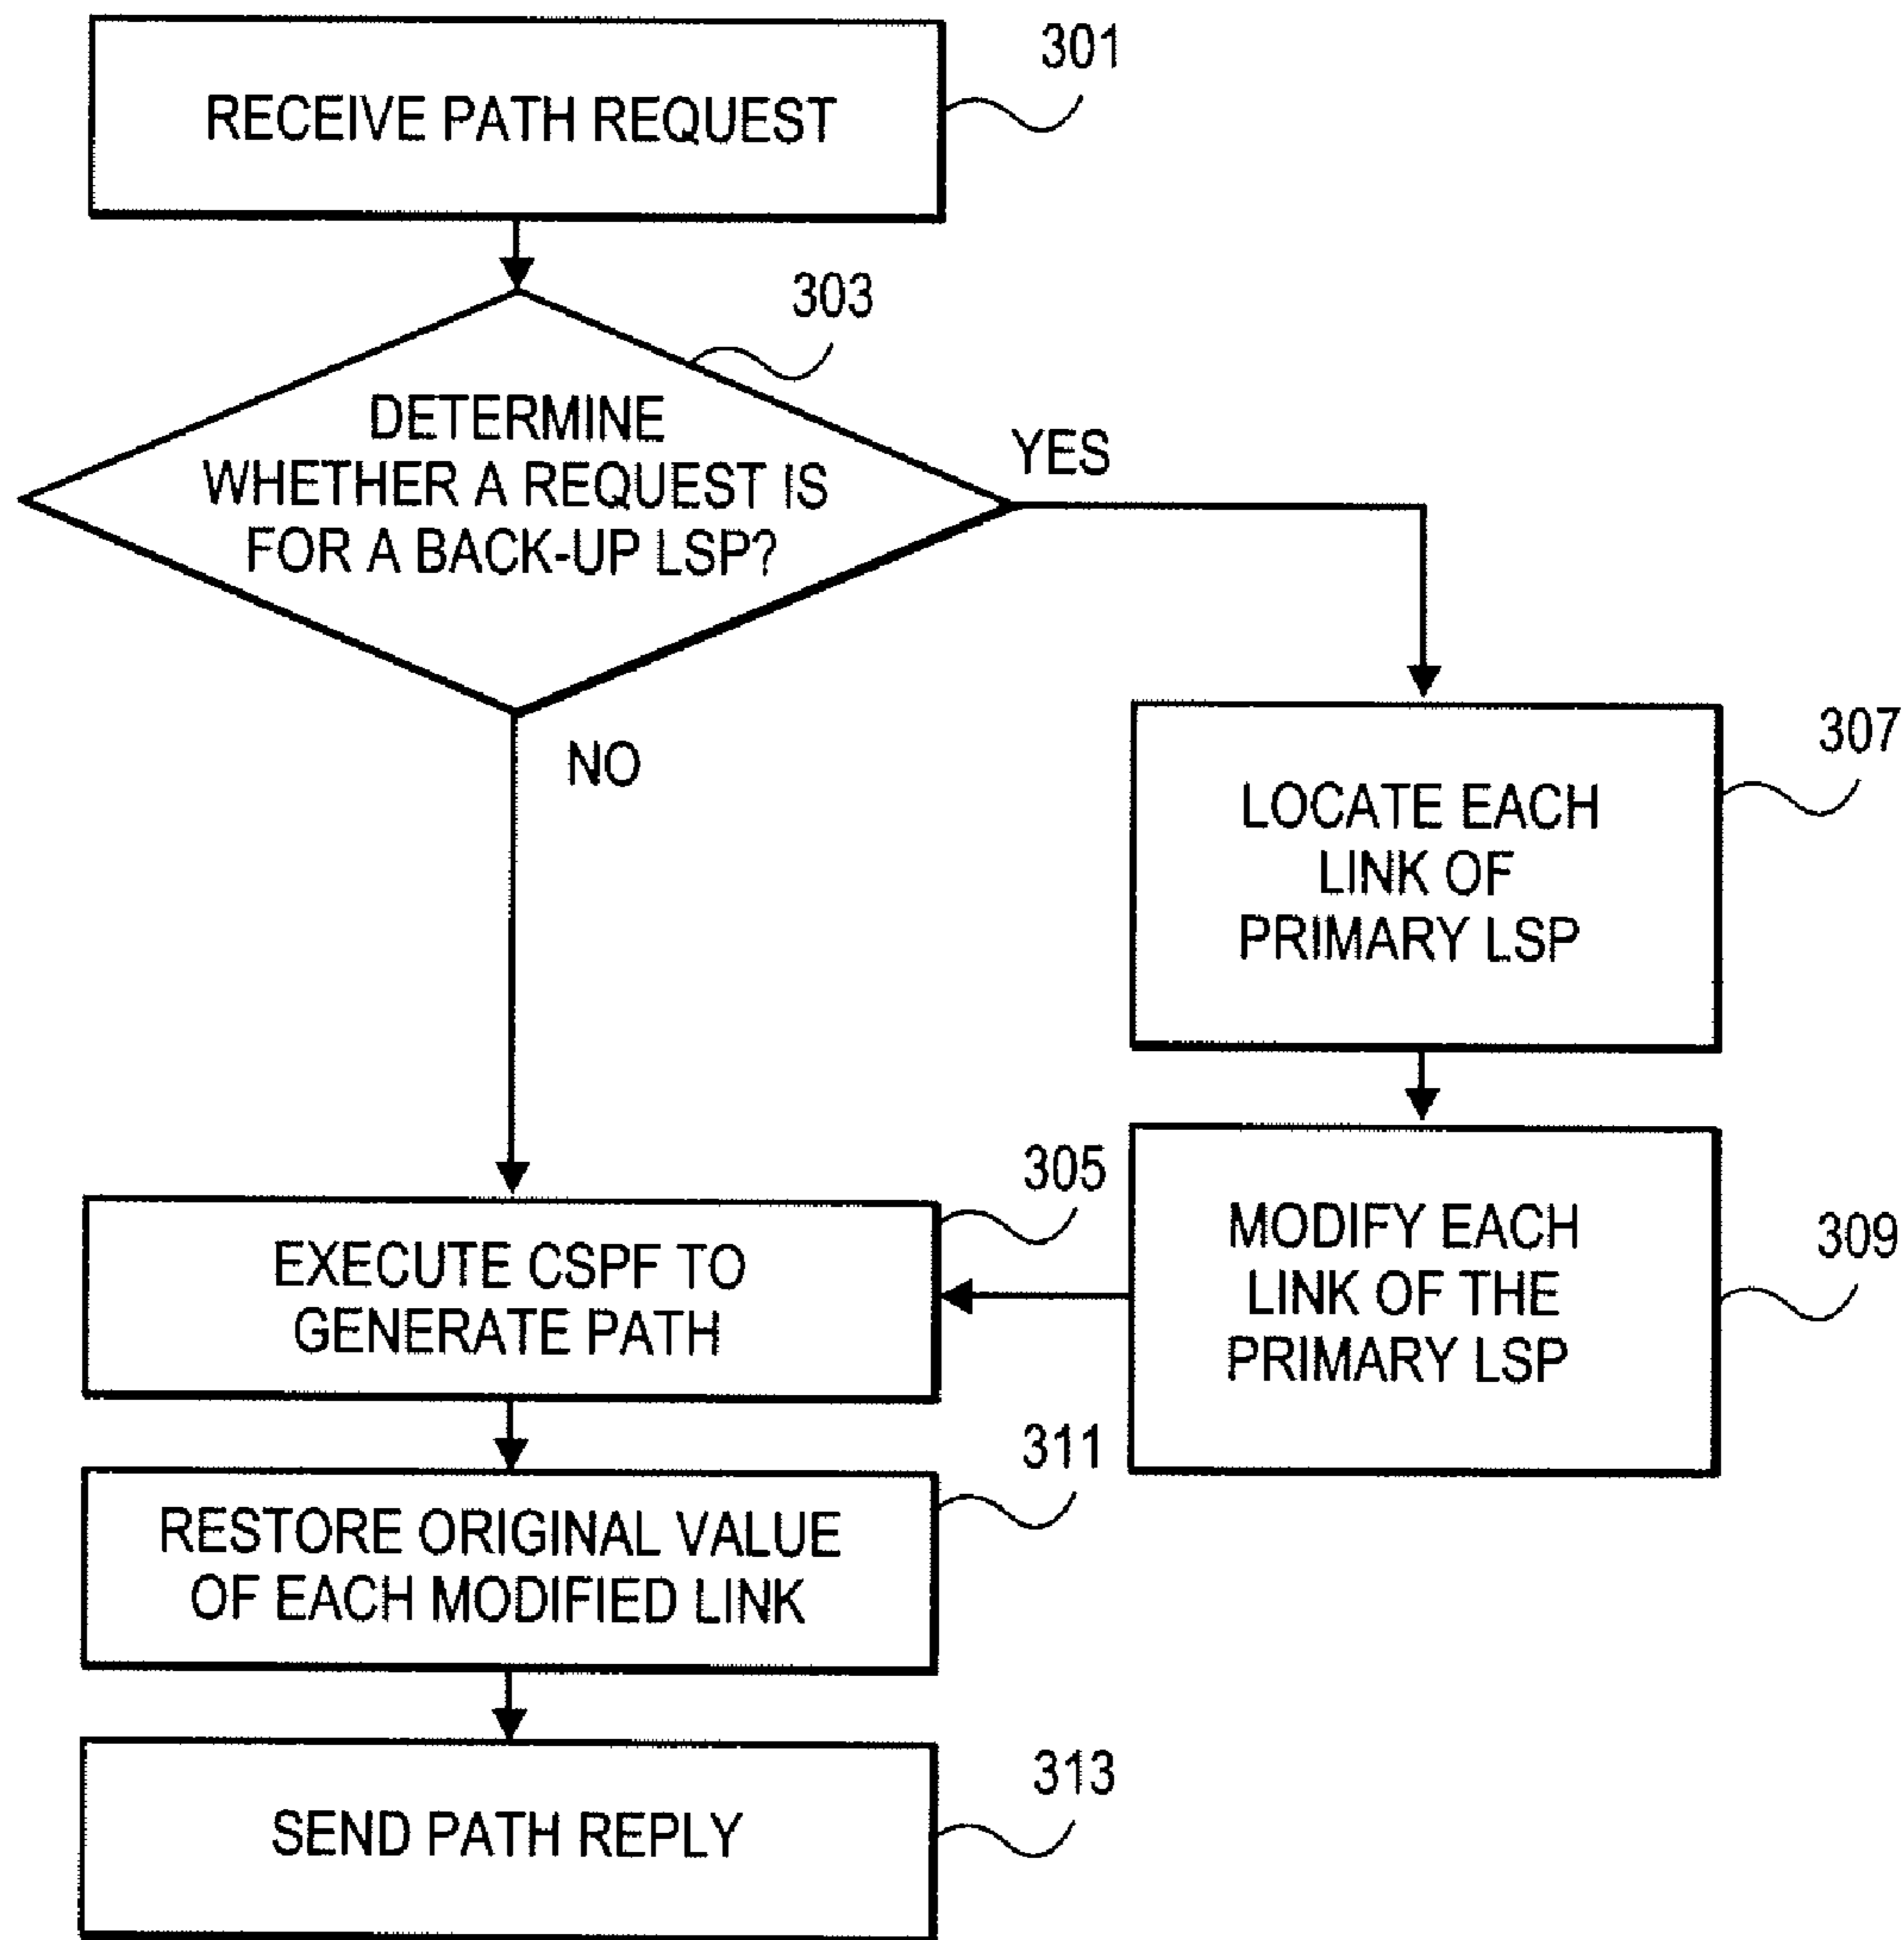 301
RECEIVE PATH REQUEST
303
DETERMINE
WHETHER A REQUEST IS
FOR A BACK-UP LSP?
YES
NO
307
LOCATE EACH
LINK OF
PRIMARY LSP
305
EXECUTE CSPF TO
GENERATE PATH
MODIFY EACH
LINK OF THE
PRIMARY LSP
309
311
RESTORE ORIGINAL VALUE
OF EACH MODIFIED LINK
313
SEND PATH REPLY